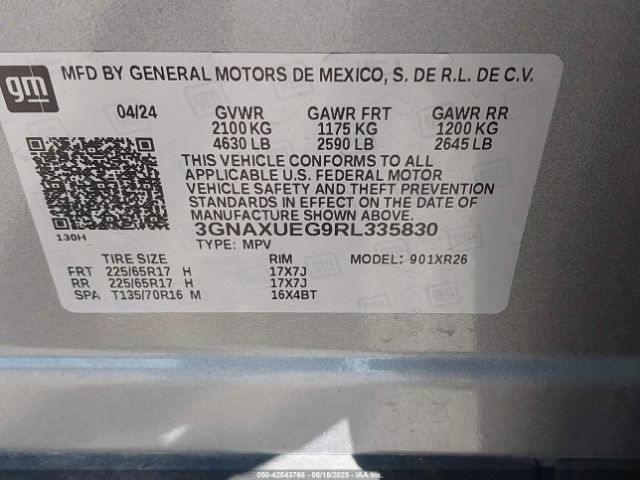 gm
MFD BY GENERAL MOTORS DE MEXICO, S. DE R.L. DE C.V.
04/24 GVWR GAWR FRT GAWR RR
2100 KG 1175 KG 1200 KG
4630 LB 2590 LB 2645 LB
THIS VEHICLE CONFORMS TO ALL
APPLICABLE U.S. FEDERAL MOTOR
VEHICLE SAFETY AND THEFT PREVENTION
STANDARDS IN EFFECT ON THE DATE OF
MANUFACTURE SHOWN ABOVE.
130H 3GNAXUEG9RL335830
TYPE: MPV MODEL: 901XR26
TIRE SIZE RIM
FRT 225/65R17 H 17X7J
RR 225/65R17 H 17X7J
SPA T135/70R16 M 16X4BT
000-42543768 - 06/18/2025 - IAAI.COM